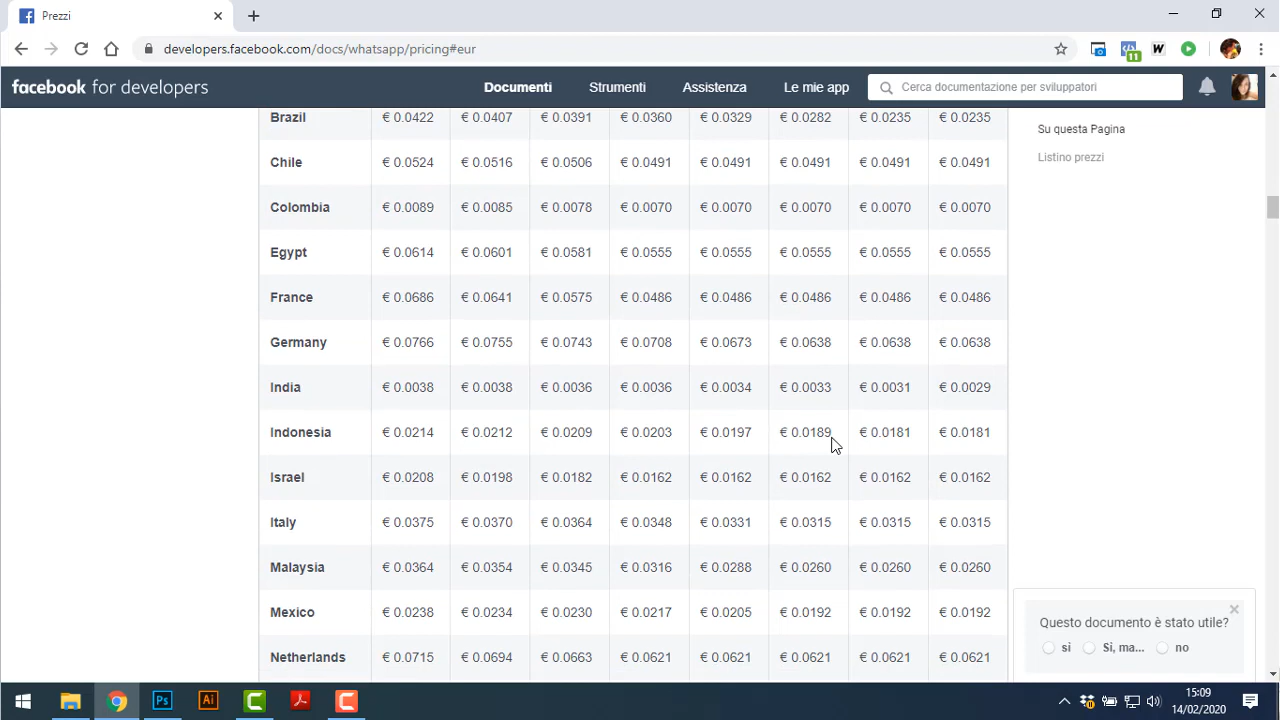 Prezzi
developers.facebook.com/docs/whatsapp/pricing#eur
11
facebook for developers
Documenti
Strumenti
Assistenza
Le mie app
Cerca documentazione per sviluppatori
Brazil € 0.0422 € 0.0407 € 0.0391 € 0.0360 € 0.0329 € 0.0282 € 0.0235 € 0.0235
Chile € 0.0524 € 0.0516 € 0.0506 € 0.0491 € 0.0491 € 0.0491 € 0.0491 € 0.0491
Colombia € 0.0089 € 0.0085 € 0.0078 € 0.0070 € 0.0070 € 0.0070 € 0.0070 € 0.0070
Egypt € 0.0614 € 0.0601 € 0.0581 € 0.0555 € 0.0555 € 0.0555 € 0.0555 € 0.0555
France € 0.0686 € 0.0641 € 0.0575 € 0.0486 € 0.0486 € 0.0486 € 0.0486 € 0.0486
Germany € 0.0766 € 0.0755 € 0.0743 € 0.0708 € 0.0673 € 0.0638 € 0.0638 € 0.0638
India € 0.0038 € 0.0038 € 0.0036 € 0.0036 € 0.0034 € 0.0033 € 0.0031 € 0.0029
Indonesia € 0.0214 € 0.0212 € 0.0209 € 0.0203 € 0.0197 € 0.0189 € 0.0181 € 0.0181
Israel € 0.0208 € 0.0198 € 0.0182 € 0.0162 € 0.0162 € 0.0162 € 0.0162 € 0.0162
Italy € 0.0375 € 0.0370 € 0.0364 € 0.0348 € 0.0331 € 0.0315 € 0.0315 € 0.0315
Malaysia € 0.0364 € 0.0354 € 0.0345 € 0.0316 € 0.0288 € 0.0260 € 0.0260 € 0.0260
Mexico € 0.0238 € 0.0234 € 0.0230 € 0.0217 € 0.0205 € 0.0192 € 0.0192 € 0.0192
Netherlands € 0.0715 € 0.0694 € 0.0663 € 0.0621 € 0.0621 € 0.0621 € 0.0621 € 0.0621
Su questa Pagina
Listino prezzi
Questo documento è stato utile?
sì
Sì, ma...
no
Ps
Ai
15:09
14/02/2020